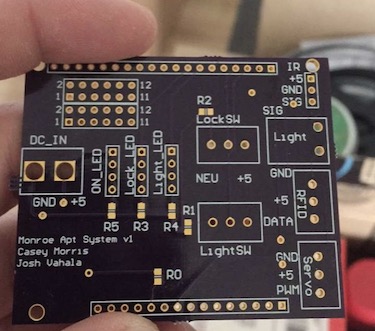 IR
+5
GND
SIG
2 12
1 11
2 12
1 11
R2
SIG
LockSW
Light
DC_IN
ON_LED
Lock_LED
Light_LED
NEU +5
GND
+5
RFID
DATA
GND +5
R5 R3 R4 R1
LightSW
Monroe Apt System v1
Casey Morris
Josh Vahala
R0
GND
+5
PWM
Servo